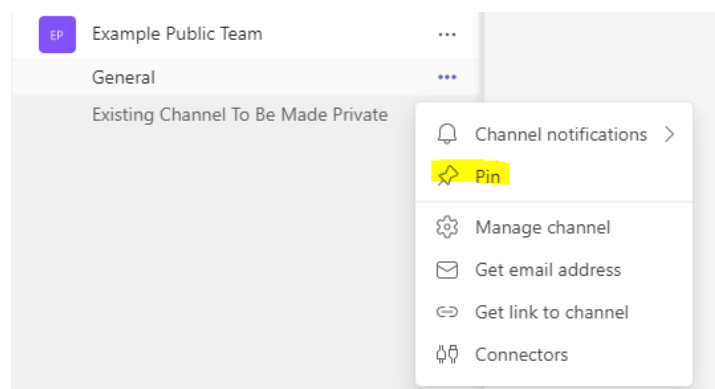 EP Example Public Team ...
General ...
Existing Channel To Be Made Private
Channel notifications >
Pin
Manage channel
Get email address
Get link to channel
Connectors